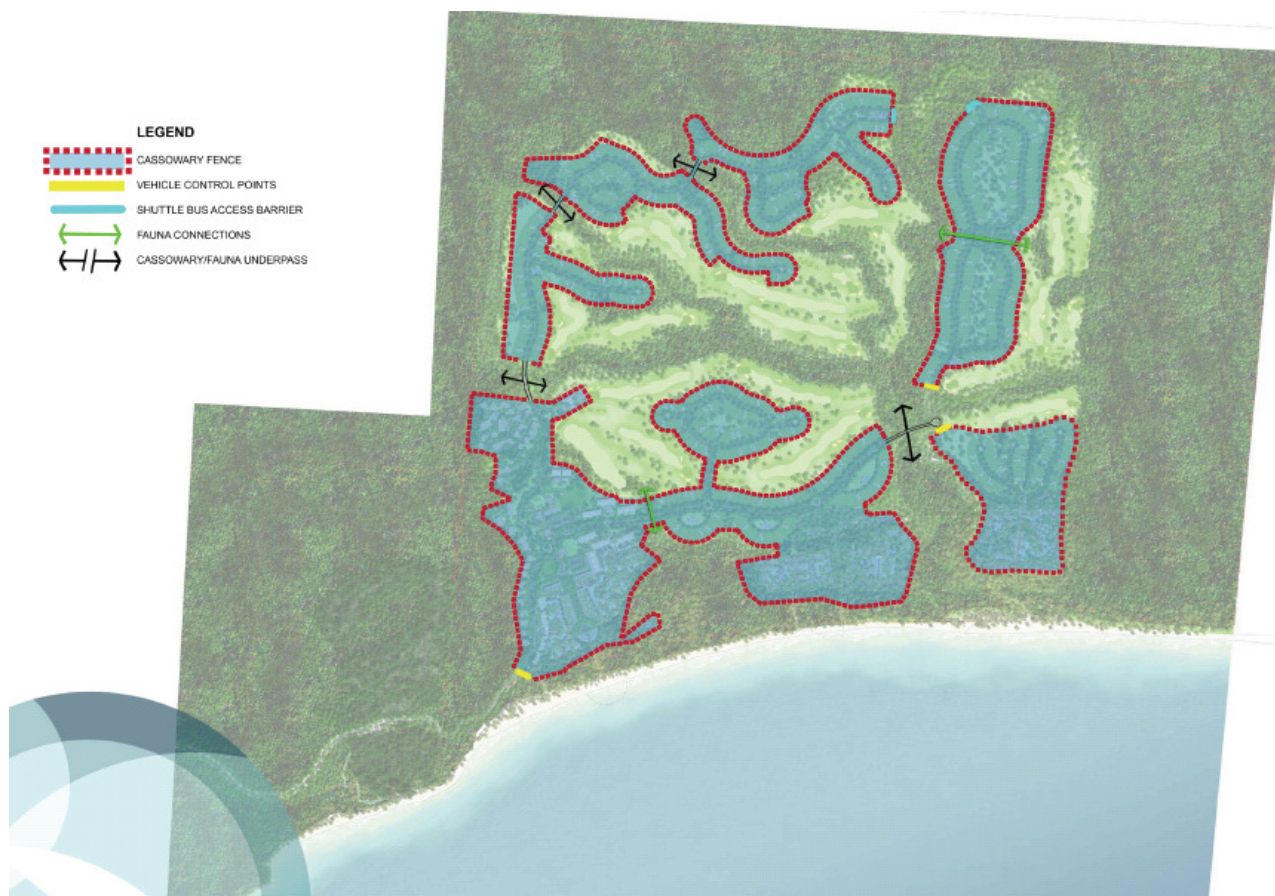 LEGEND
CASSOWARY FENCE
VEHICLE CONTROL POINTS
SHUTTLE BUS ACCESS BARRIER
FAUNA CONNECTIONS
CASSOWARY/FAUNA UNDERPASS